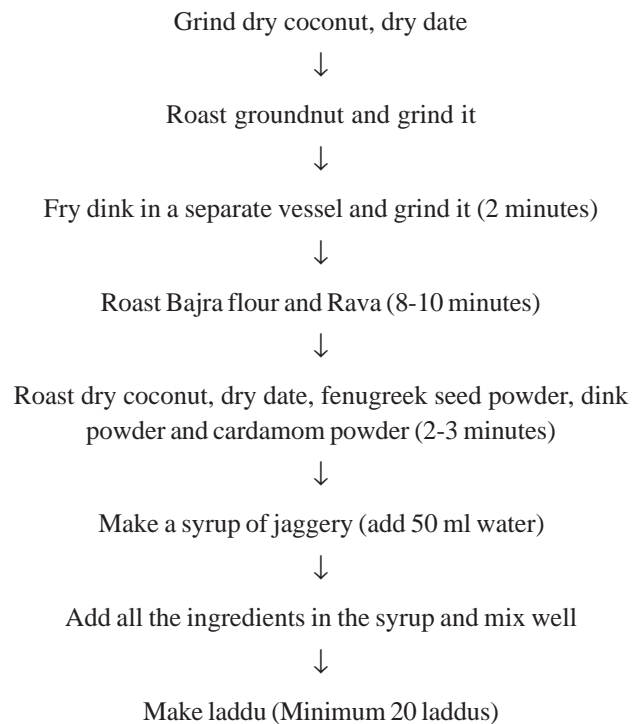 Grind dry coconut, dry date
↓
Roast groundnut and grind it
↓
Fry dink in a separate vessel and grind it (2 minutes)
↓
Roast Bajra flour and Rava (8-10 minutes)
↓
Roast dry coconut, dry date, fenugreek seed powder, dink
powder and cardamom powder (2-3 minutes)
↓
Make a syrup of jaggery (add 50 ml water)
↓
Add all the ingredients in the syrup and mix well
↓
Make laddu (Minimum 20 laddus)